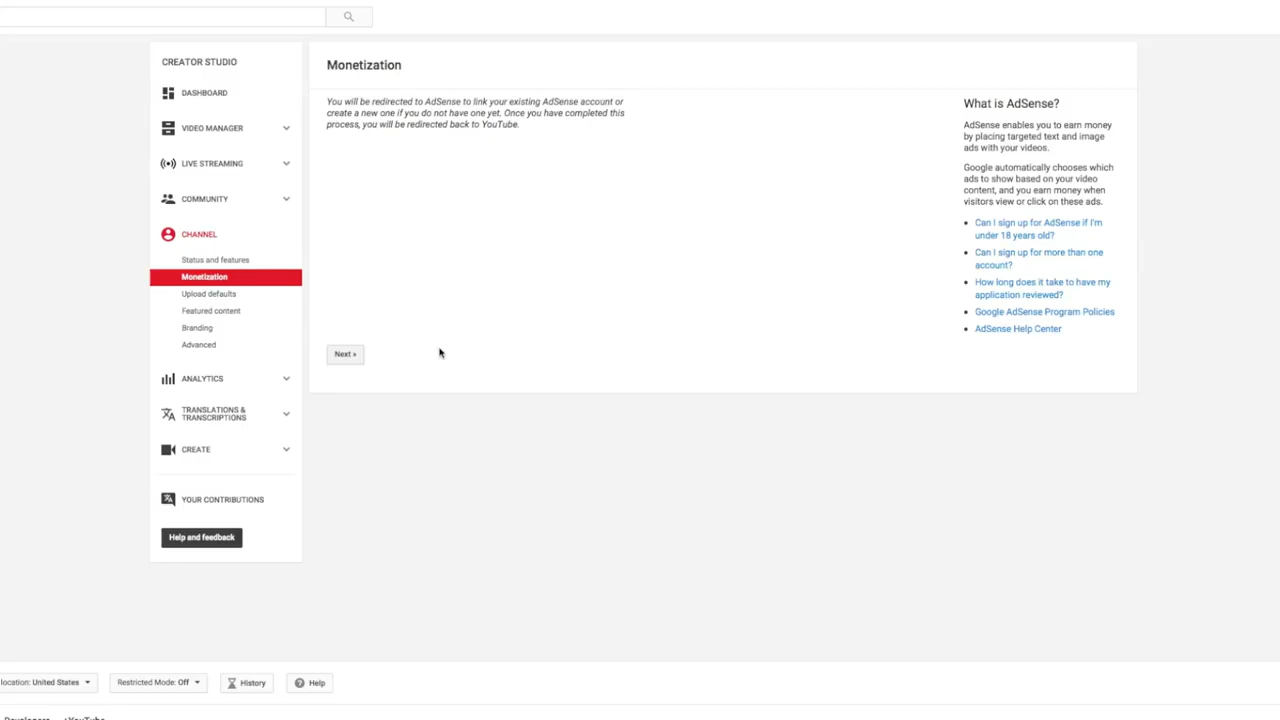 CREATOR STUDIO
DASHBOARD
VIDEO MANAGER
LIVE STREAMING
COMMUNITY
CHANNEL
Status and features
Monetization
Upload defaults
Featured content
Branding
Advanced
ANALYTICS
TRANSLATIONS &
TRANSCRIPTIONS
CREATE
YOUR CONTRIBUTIONS
Help and feedback
Monetization
You will be redirected to AdSense to link your existing AdSense account or
create a new one if you do not have one yet. Once you have completed this
process, you will be redirected back to YouTube.
Next »
What is AdSense?
AdSense enables you to earn money
by placing targeted text and image
ads with your videos.
Google automatically chooses which
ads to show based on your video
content, and you earn money when
visitors view or click on these ads.
• Can I sign up for AdSense if I'm
under 18 years old?
• Can I sign up for more than one
account?
• How long does it take to have my
application reviewed?
• Google AdSense Program Policies
• AdSense Help Center
location: United States
Restricted Mode: Off
History
Help
Developers +YouTube